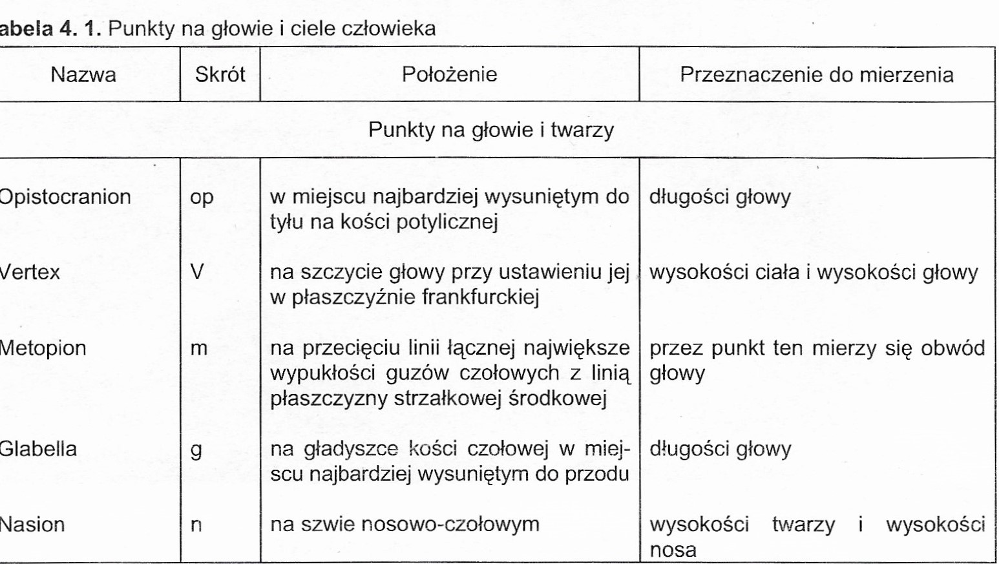 abela 4. 1. Punkty na głowie i ciele człowieka
Nazwa Skrót Położenie Przeznaczenie do mierzenia
Punkty na głowie i twarzy
Opistocranion op w miejscu najbardziej wysuniętym do długości głowy
tyłu na kości potylicznej
Vertex V na szczycie głowy przy ustawieniu jej wysokości ciała i wysokości głowy
w płaszczyźnie frankfurckiej
Metopion m na przecięciu linii łącznej największe przez punkt ten mierzy się obwód
wypukłości guzów czołowych z linią głowy
płaszczyzny strzałkowej środkowej
Glabella g na gładyszce kości czołowej w miej- długości głowy
scu najbardziej wysuniętym do przodu
Nasion n na szwie nosowo-czołowym wysokości twarzy i wysokości
nosa